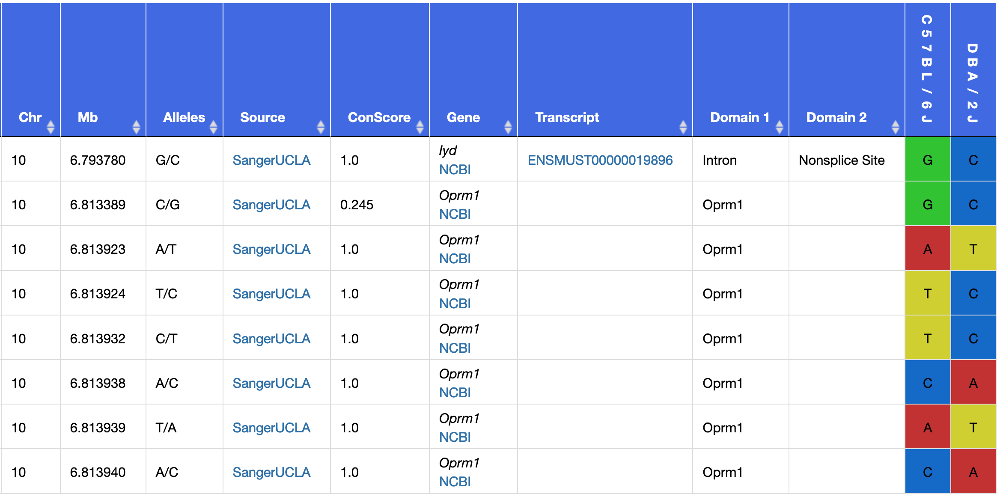 Chr Mb Alleles Source ConScore Gene Transcript Domain 1 Domain 2 C57BL/6J DBA/2J
10 6.793780 G/C SangerUCLA 1.0 Iyd NCBI ENSMUST00000019896 Intron Nonsplice Site G C
10 6.813389 C/G SangerUCLA 0.245 Oprm1 NCBI Oprm1 G C
10 6.813923 A/T SangerUCLA 1.0 Oprm1 NCBI Oprm1 A T
10 6.813924 T/C SangerUCLA 1.0 Oprm1 NCBI Oprm1 T C
10 6.813932 C/T SangerUCLA 1.0 Oprm1 NCBI Oprm1 T C
10 6.813938 A/C SangerUCLA 1.0 Oprm1 NCBI Oprm1 C A
10 6.813939 T/A SangerUCLA 1.0 Oprm1 NCBI Oprm1 A T
10 6.813940 A/C SangerUCLA 1.0 Oprm1 NCBI Oprm1 C A